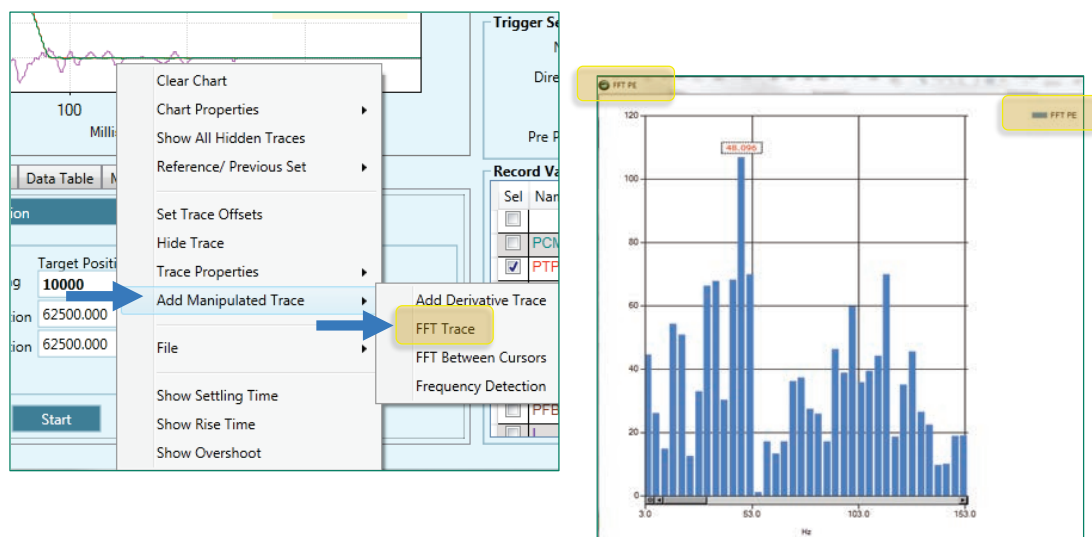 Trigger Se
Dire
100
Milli
Pre P
Data Table
Record Va
Sel Nar
Target Positi
10000
62500.000
62500.000
Start
PCM
PTP
PFB
Clear Chart
Chart Properties
Show All Hidden Traces
Reference/ Previous Set
Set Trace Offsets
Hide Trace
Trace Properties
Add Manipulated Trace
File
Show Settling Time
Show Rise Time
Show Overshoot
Add Derivative Trace
FFT Trace
FFT Between Cursors
Frequency Detection
FFT PE
FFT PE
48.096
120
100
80
60
40
20
0
3.0 53.0 103.0 153.0
Hz